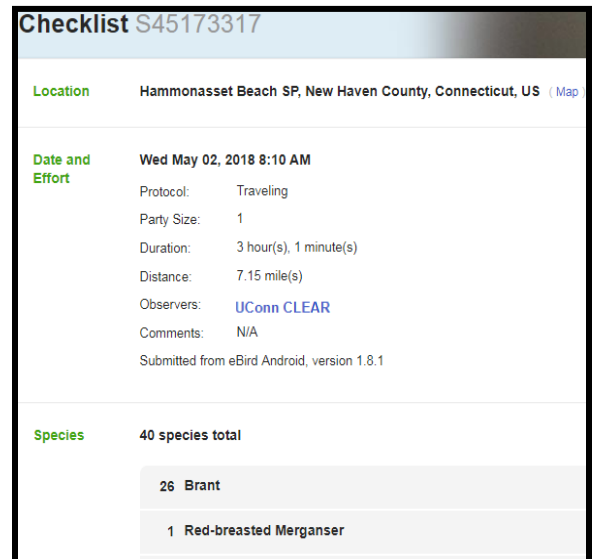 Checklist S45173317
Location Hammonasset Beach SP, New Haven County, Connecticut, US ( Map )
Date and Effort Wed May 02, 2018 8:10 AM
Protocol: Traveling
Party Size: 1
Duration: 3 hour(s), 1 minute(s)
Distance: 7.15 mile(s)
Observers: UConn CLEAR
Comments: N/A
Submitted from eBird Android, version 1.8.1
Species 40 species total
26 Brant
1 Red-breasted Merganser